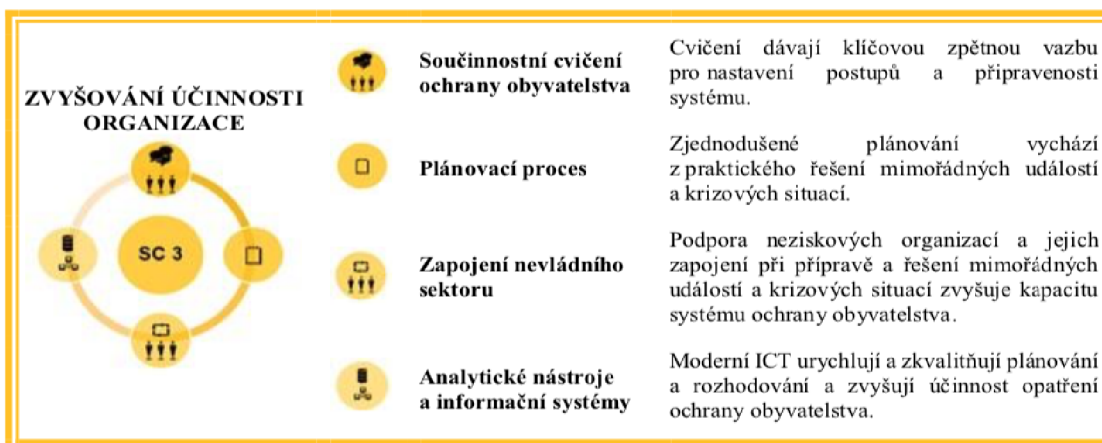 ZVYŠOVÁNÍ ÚČINNOSTI
ORGANIZACE
SC 3
Součinnostní cvičení
ochrany obyvatelstva
Cvičení dávají klíčovou zpětnou vazbu
pro nastavení postupů a připravenosti
systému.
Plánovací proces
Zjednodušené plánování vychází
z praktického řešení mimořádných událostí
a krizových situací.
Zapojení nevládního
sektoru
Podpora neziskových organizací a jejich
zapojení při přípravě a řešení mimořádných
událostí a krizových situací zvyšuje kapacitu
systému ochrany obyvatelstva.
Analytické nástroje
a informační systémy
Moderní ICT urychlují a zkvalitňují plánování
a rozhodování a zvyšují účinnost opatření
ochrany obyvatelstva.